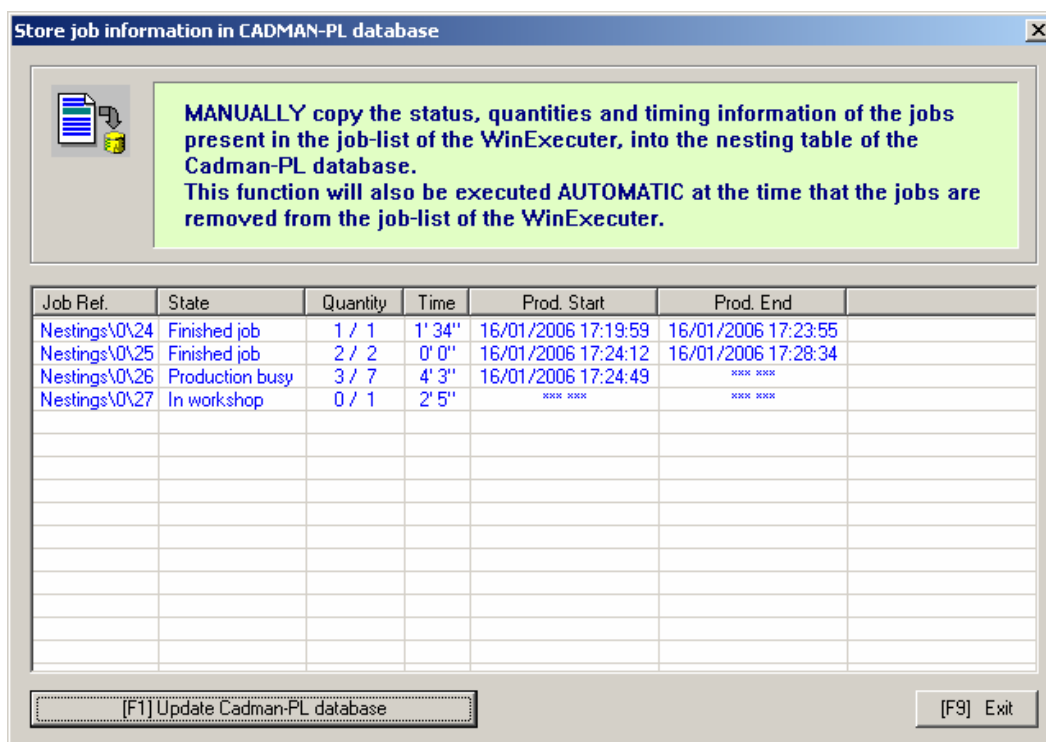 Store job information in CADMAN-PL database
MANUALLY copy the status, quantities and timing information of the jobs
present in the job-list of the WinExecuter, into the nesting table of the
Cadman-PL database.
This function will also be executed AUTOMATIC at the time that the jobs are
removed from the job-list of the WinExecuter.
Job Ref. State Quantity Time Prod. Start Prod. End
Nestings\0\24 Finished job 1 / 1 1' 34'' 16/01/2006 17:19:59 16/01/2006 17:23:55
Nestings\0\25 Finished job 2 / 2 0' 0'' 16/01/2006 17:24:12 16/01/2006 17:28:34
Nestings\0\26 Production busy 3 / 7 4' 3'' 16/01/2006 17:24:49 *** ***
Nestings\0\27 In workshop 0 / 1 2' 5'' *** *** *** ***
[F1] Update Cadman-PL database [F9] Exit